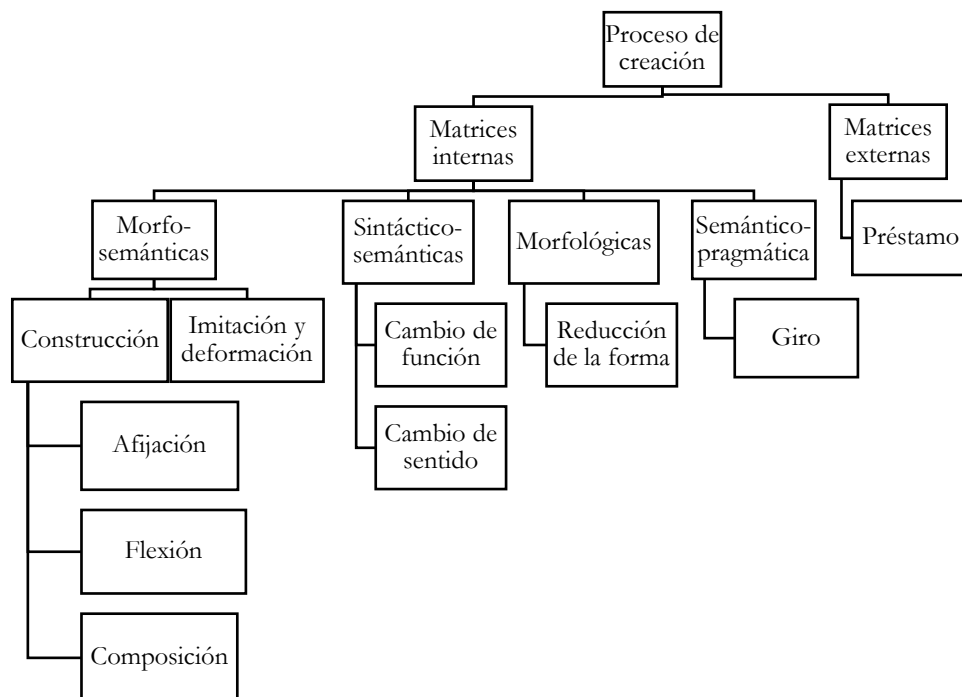 Proceso de
creación
Matrices
internas
Matrices
externas
Morfo-
semánticas
Sintáctico-
semánticas
Morfológicas
Semántico-
pragmática
Préstamo
Construcción
Imitación y
deformación
Cambio de
función
Reducción
de la forma
Giro
Cambio de
sentido
Afijación
Flexión
Composición